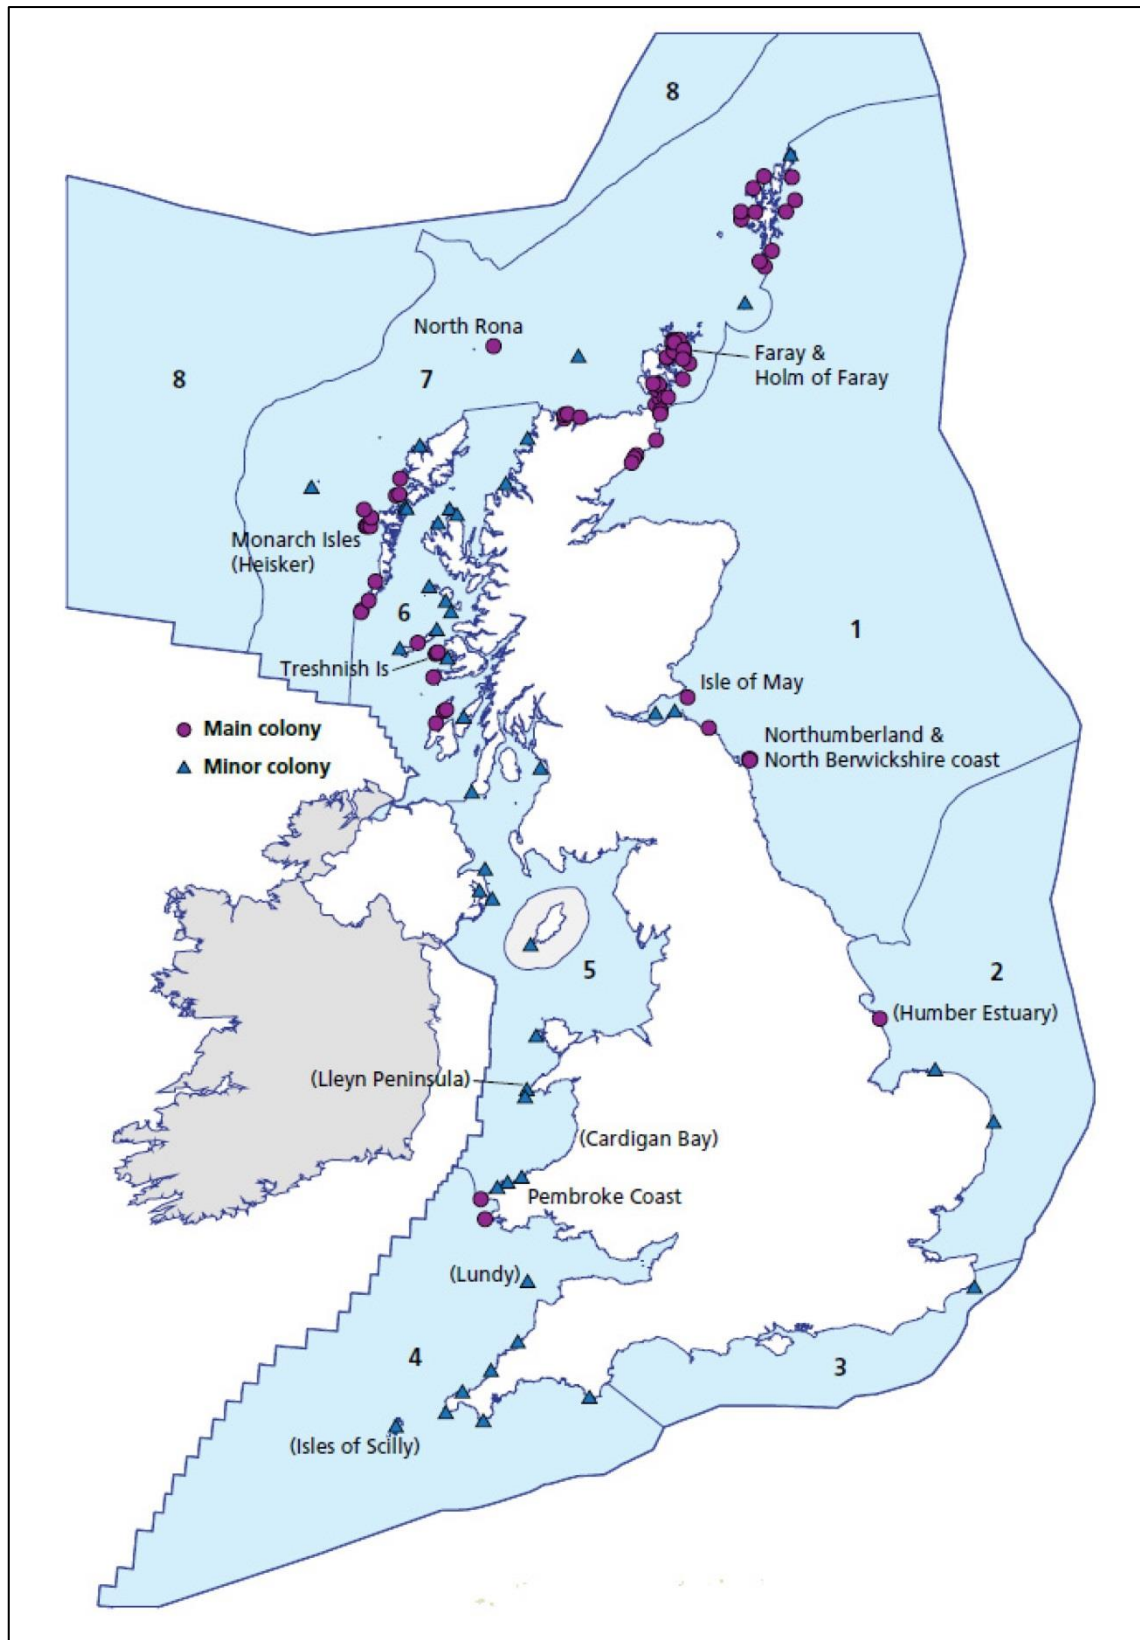 8
North Rona
Faray &
Holm of Faray
8
7
Monarch Isles
(Heisker)
6
1
Treshnish Is
Isle of May
Main colony
Northumberland &
North Berwickshire coast
Minor colony
5
2
(Humber Estuary)
(Lleyn Peninsula)
(Cardigan Bay)
Pembroke Coast
(Lundy)
4
3
(Isles of Scilly)